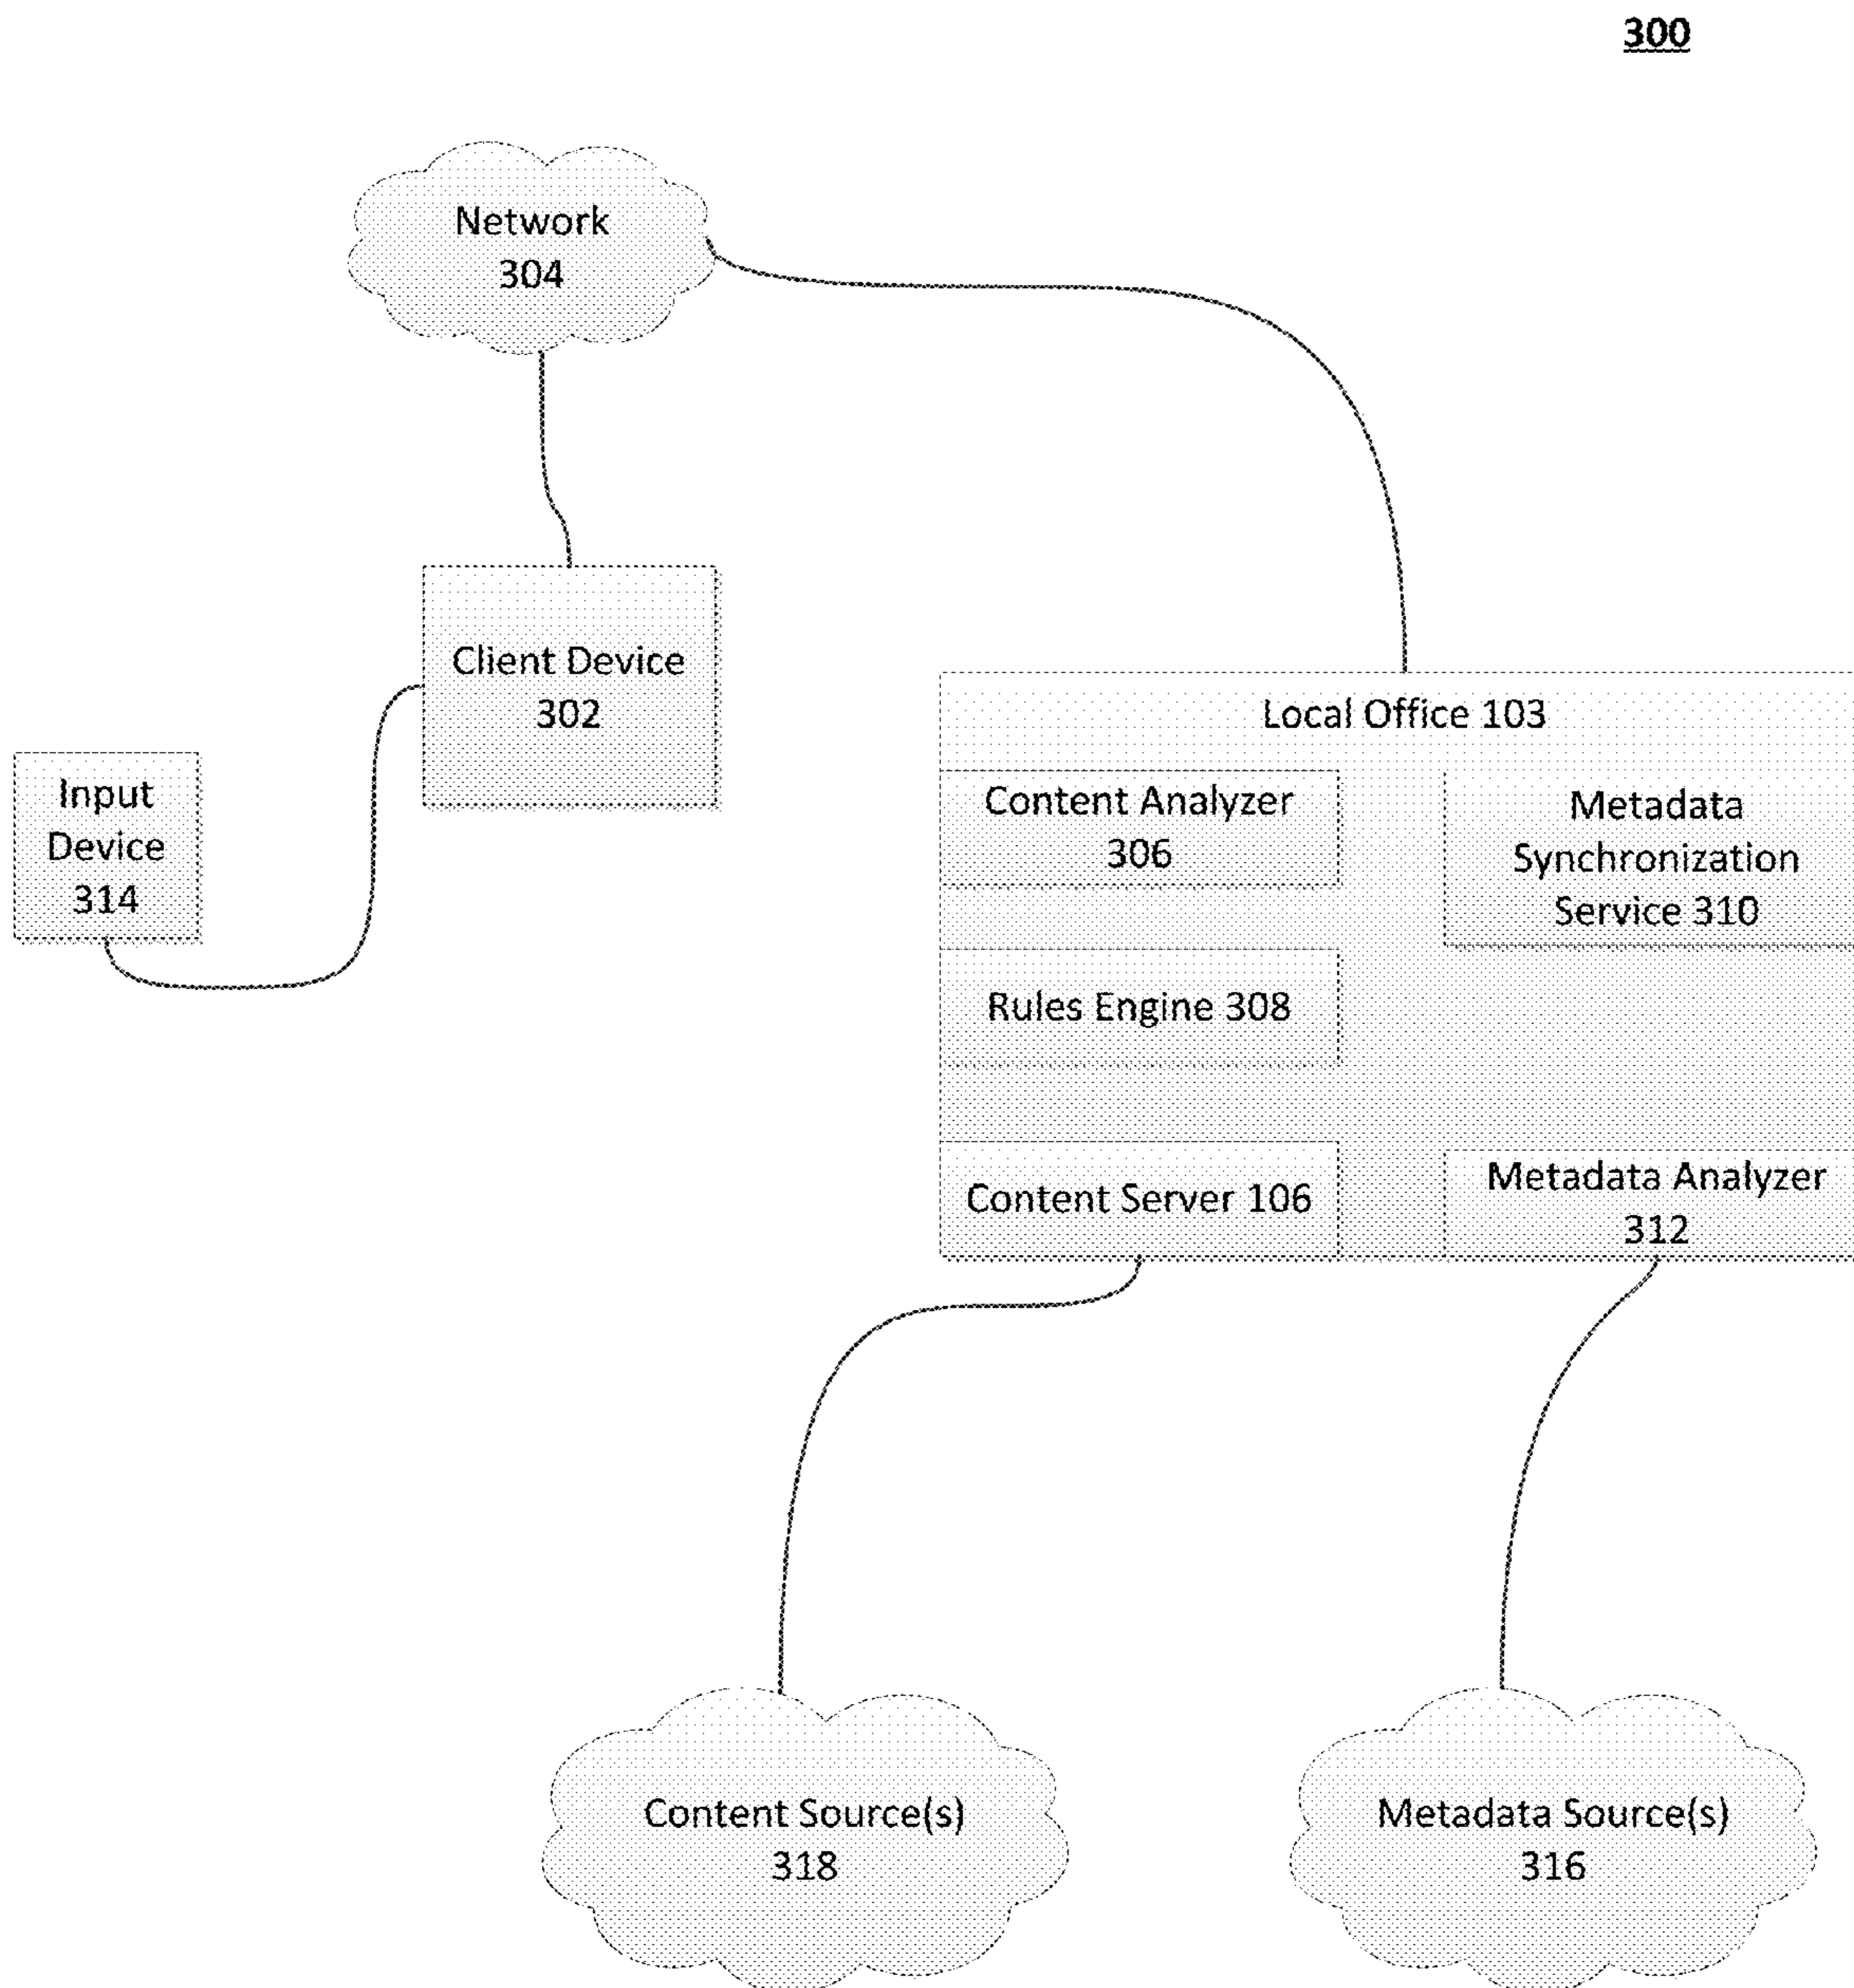 300
Network
304
Client Device
302
Input
Device
314
Local Office 103
Content Analyzer
306
Metadata
Synchronization
Service 310
Rules Engine 308
Content Server 106
Metadata Analyzer
312
Content Source(s)
318
Metadata Source(s)
316